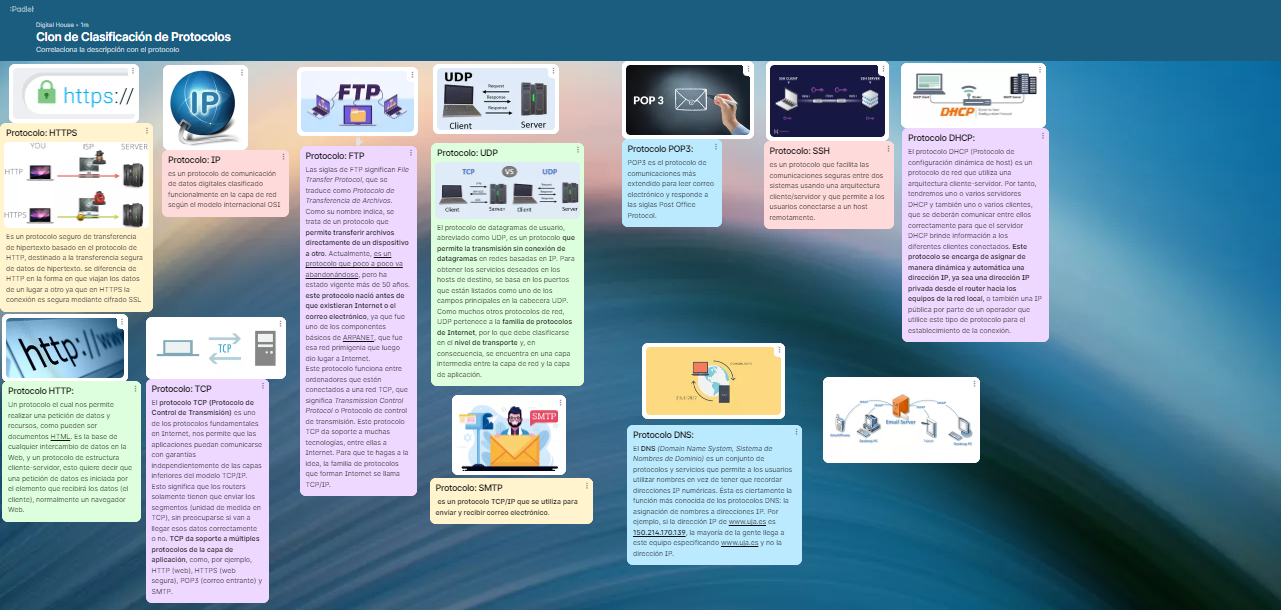 :Padlet
Digital House • 1m
Clon de Clasificación de Protocolos
Correlaciona la descripción con el protocolo
https://
Protocolo: HTTPS
YOU ISP SERVER
HTTP
HTTPS
Es un protocolo seguro de transferencia
de hipertexto basado en el protocolo de
HTTP, destinado a la transferencia segura
de datos de hipertexto. se diferencia de
HTTP en la forma en que viajan los datos
de un lugar a otro ya que en HTTPS la
conexión es segura mediante cifrado SSL
http://ww
Protocolo HTTP:
Un protocolo el cual nos permite
realizar una petición de datos y
recursos, como pueden ser
documentos HTML. Es la base de
cualquier intercambio de datos en la
Web, y un protocolo de estructura
cliente-servidor, esto quiere decir que
una petición de datos es iniciada por
el elemento que recibirá los datos (el
cliente), normalmente un navegador
Web.
IP
Protocolo: IP
es un protocolo de comunicación
de datos digitales clasificado
funcionalmente en la capa de red
según el modelo internacional OSI
TCP
Protocolo: TCP
El protocolo TCP (Protocolo de
Control de Transmisión) es uno
de los protocolos fundamentales
en Internet, nos permite que las
aplicaciones puedan comunicarse
con garantías
independientemente de las capas
inferiores del modelo TCP/IP.
Esto significa que los routers
solamente tienen que enviar los
segmentos (unidad de medida en
TCP), sin preocuparse si van a
llegar esos datos correctamente
o no. TCP da soporte a múltiples
protocolos de la capa de
aplicación, como, por ejemplo,
HTTP (web), HTTPS (web
segura), POP3 (correo entrante) y
SMTP.
FTP
Protocolo: FTP
Las siglas de FTP significan File
Transfer Protocol, que se
traduce como Protocolo de
Transferencia de Archivos.
Como su nombre indica, se
trata de un protocolo que
permite transferir archivos
directamente de un dispositivo
a otro. Actualmente, es un
protocolo que poco a poco va
abandonándose, pero ha
estado vigente más de 50 años.
este protocolo nació antes de
que existieran Internet o el
correo electrónico, ya que fue
uno de los componentes
básicos de ARPANET, que fue
esa red primigenia que luego
dio lugar a Internet.
Este protocolo funciona entre
ordenadores que están
conectados a una red TCP, que
significa Transmission Control
Protocol o Protocolo de control
de transmisión. Este protocolo
TCP da soporte a muchas
tecnologías, entre ellas a
Internet. Para que te hagas a la
idea, la familia de protocolos
que forman Internet se llama
TCP/IP.
UDP
Request
Response
Response
Client Server
Protocolo: UDP
TCP VS UDP
Client Server Client Server
El protocolo de datagramas de usuario,
abreviado como UDP, es un protocolo que
permite la transmisión sin conexión de
datagramas en redes basadas en IP. Para
obtener los servicios deseados en los
hosts de destino, se basa en los puertos
que están listados como uno de los
campos principales en la cabecera UDP.
Como muchos otros protocolos de red,
UDP pertenece a la familia de protocolos
de Internet, por lo que debe clasificarse
en el nivel de transporte y, en
consecuencia, se encuentra en una capa
intermedia entre la capa de red y la capa
de aplicación.
SMTP
Protocolo: SMTP
es un protocolo TCP/IP que se utiliza para
enviar y recibir correo electrónico.
POP 3
Protocolo POP3:
POP3 es el protocolo de
comunicaciones más
extendido para leer correo
electrónico y responde a
las siglas Post Office
Protocol.
SSH CLIENT SSH SERVER
Protocolo: SSH
es un protocolo que facilita las
comunicaciones seguras entre dos
sistemas usando una arquitectura
cliente/servidor y que permite a los
usuarios conectarse a un host
remotamente.
Protocolo DNS:
El DNS (Domain Name System, Sistema de
Nombres de Dominio) es un conjunto de
protocolos y servicios que permite a los usuarios
utilizar nombres en vez de tener que recordar
direcciones IP numéricas. Ésta es ciertamente la
función más conocida de los protocolos DNS: la
asignación de nombres a direcciones IP. Por
ejemplo, si la dirección IP de www.uja.es es
150.214.170.139, la mayoría de la gente llega a
este equipo especificando www.uja.es y no la
dirección IP.
DHCP
Protocolo DHCP:
El protocolo DHCP (Protocolo de
configuración dinámica de host) es un
protocolo de red que utiliza una
arquitectura cliente-servidor. Por tanto,
tendremos uno o varios servidores
DHCP y también uno o varios clientes,
que se deberán comunicar entre ellos
correctamente para que el servidor
DHCP brinde información a los
diferentes clientes conectados. Este
protocolo se encarga de asignar de
manera dinámica y automática una
dirección IP, ya sea una dirección IP
privada desde el router hacia los
equipos de la red local, o también una IP
pública por parte de un operador que
utilice este tipo de protocolo para el
establecimiento de la conexión.
Email Server
Desktop PC
Desktop PC